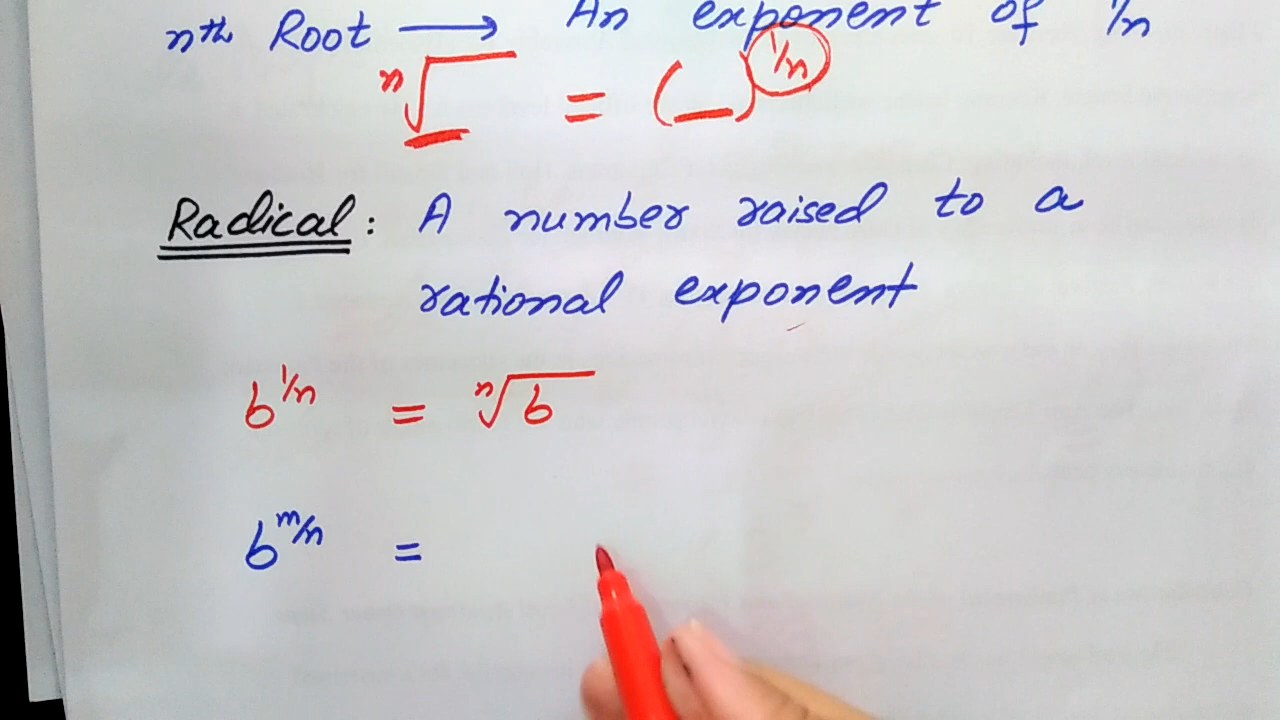 nth Root → An exponent of 1/n
ⁿ√ = (_)^1/n
Radical: A number raised to a
rational exponent
b^1/n = ⁿ√b
b^m/n =